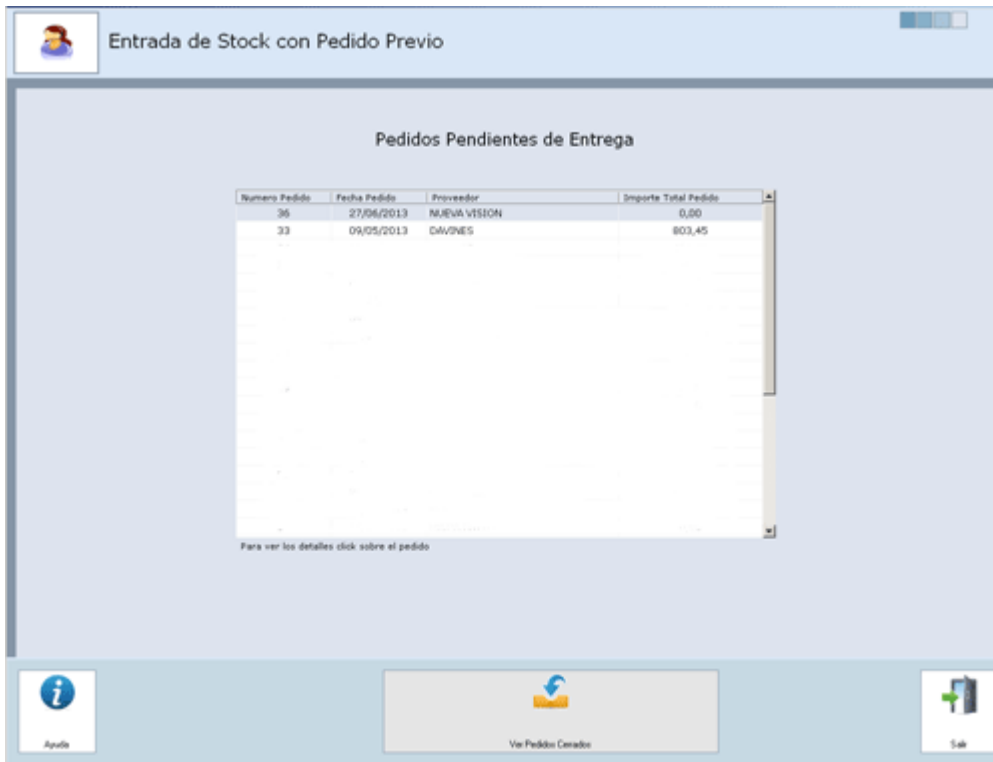 Entrada de Stock con Pedido Previo
Pedidos Pendientes de Entrega
Numero Pedido Fecha Pedido Proveedor Importe Total Pedido
36 27/06/2013 NUEVA VISION 0,00
33 09/05/2013 DAVINES 803,45
Para ver los detalles click sobre el pedido
Ayuda
Ver Pedidos Cerrados
Salir